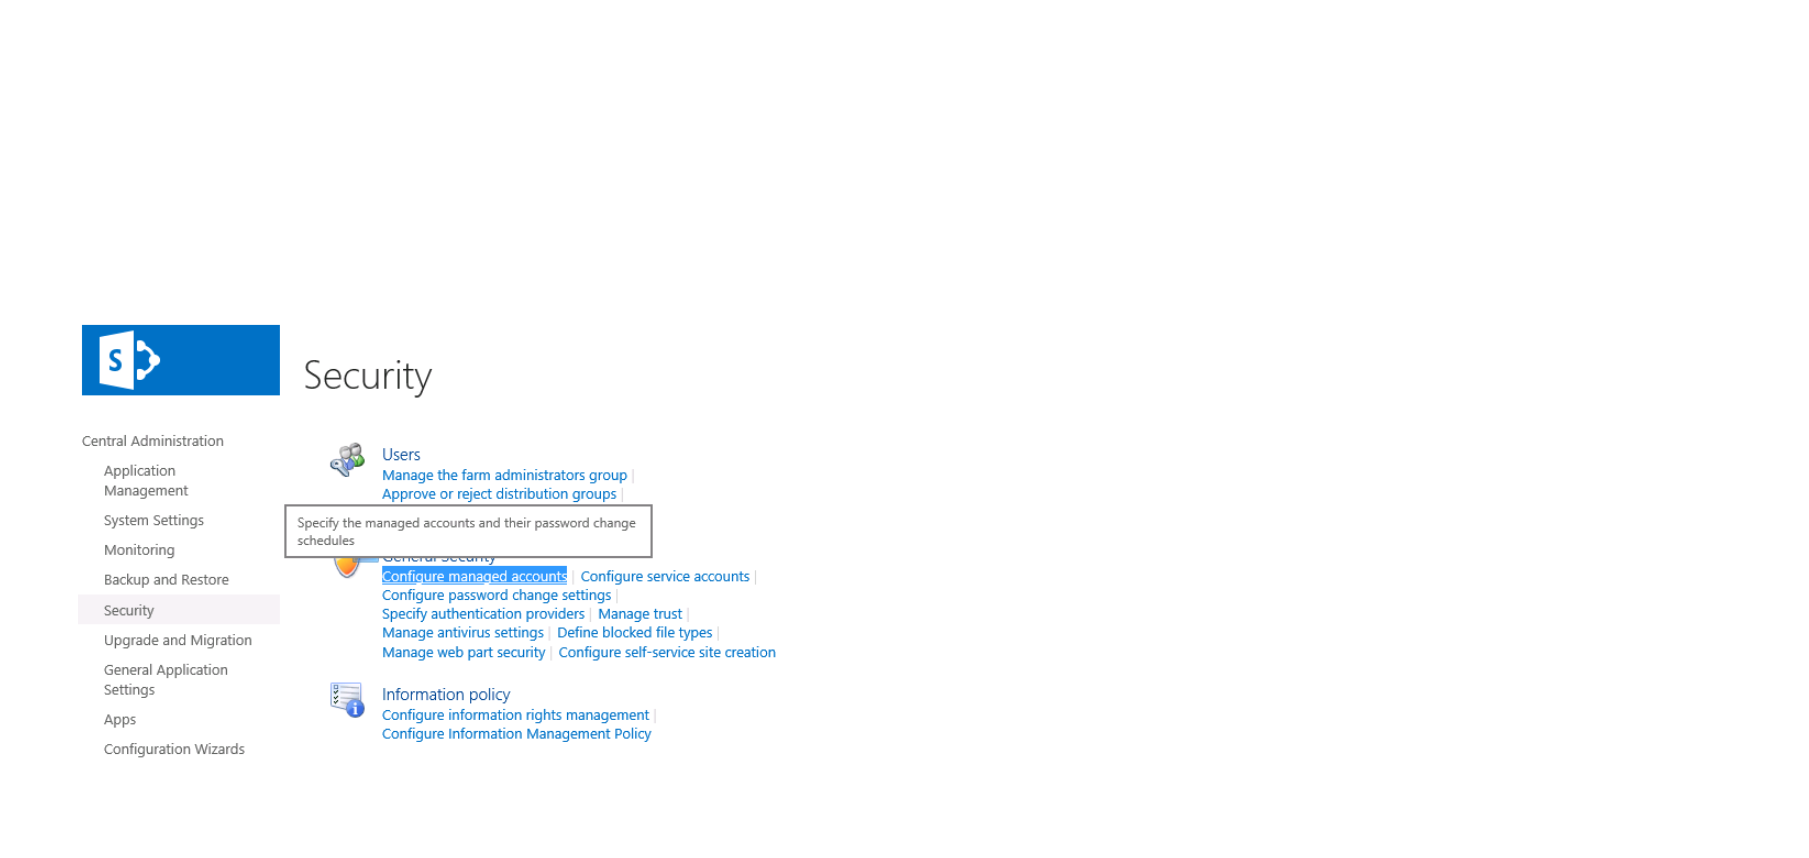 S
Security
Central Administration
Application
Management
System Settings
Monitoring
Backup and Restore
Security
Upgrade and Migration
General Application
Settings
Apps
Configuration Wizards
Users
Manage the farm administrators group |
Approve or reject distribution groups |
Specify the managed accounts and their password change
schedules
General Security
Configure managed accounts | Configure service accounts |
Configure password change settings |
Specify authentication providers | Manage trust |
Manage antivirus settings | Define blocked file types |
Manage web part security | Configure self-service site creation
Information policy
Configure information rights management |
Configure Information Management Policy